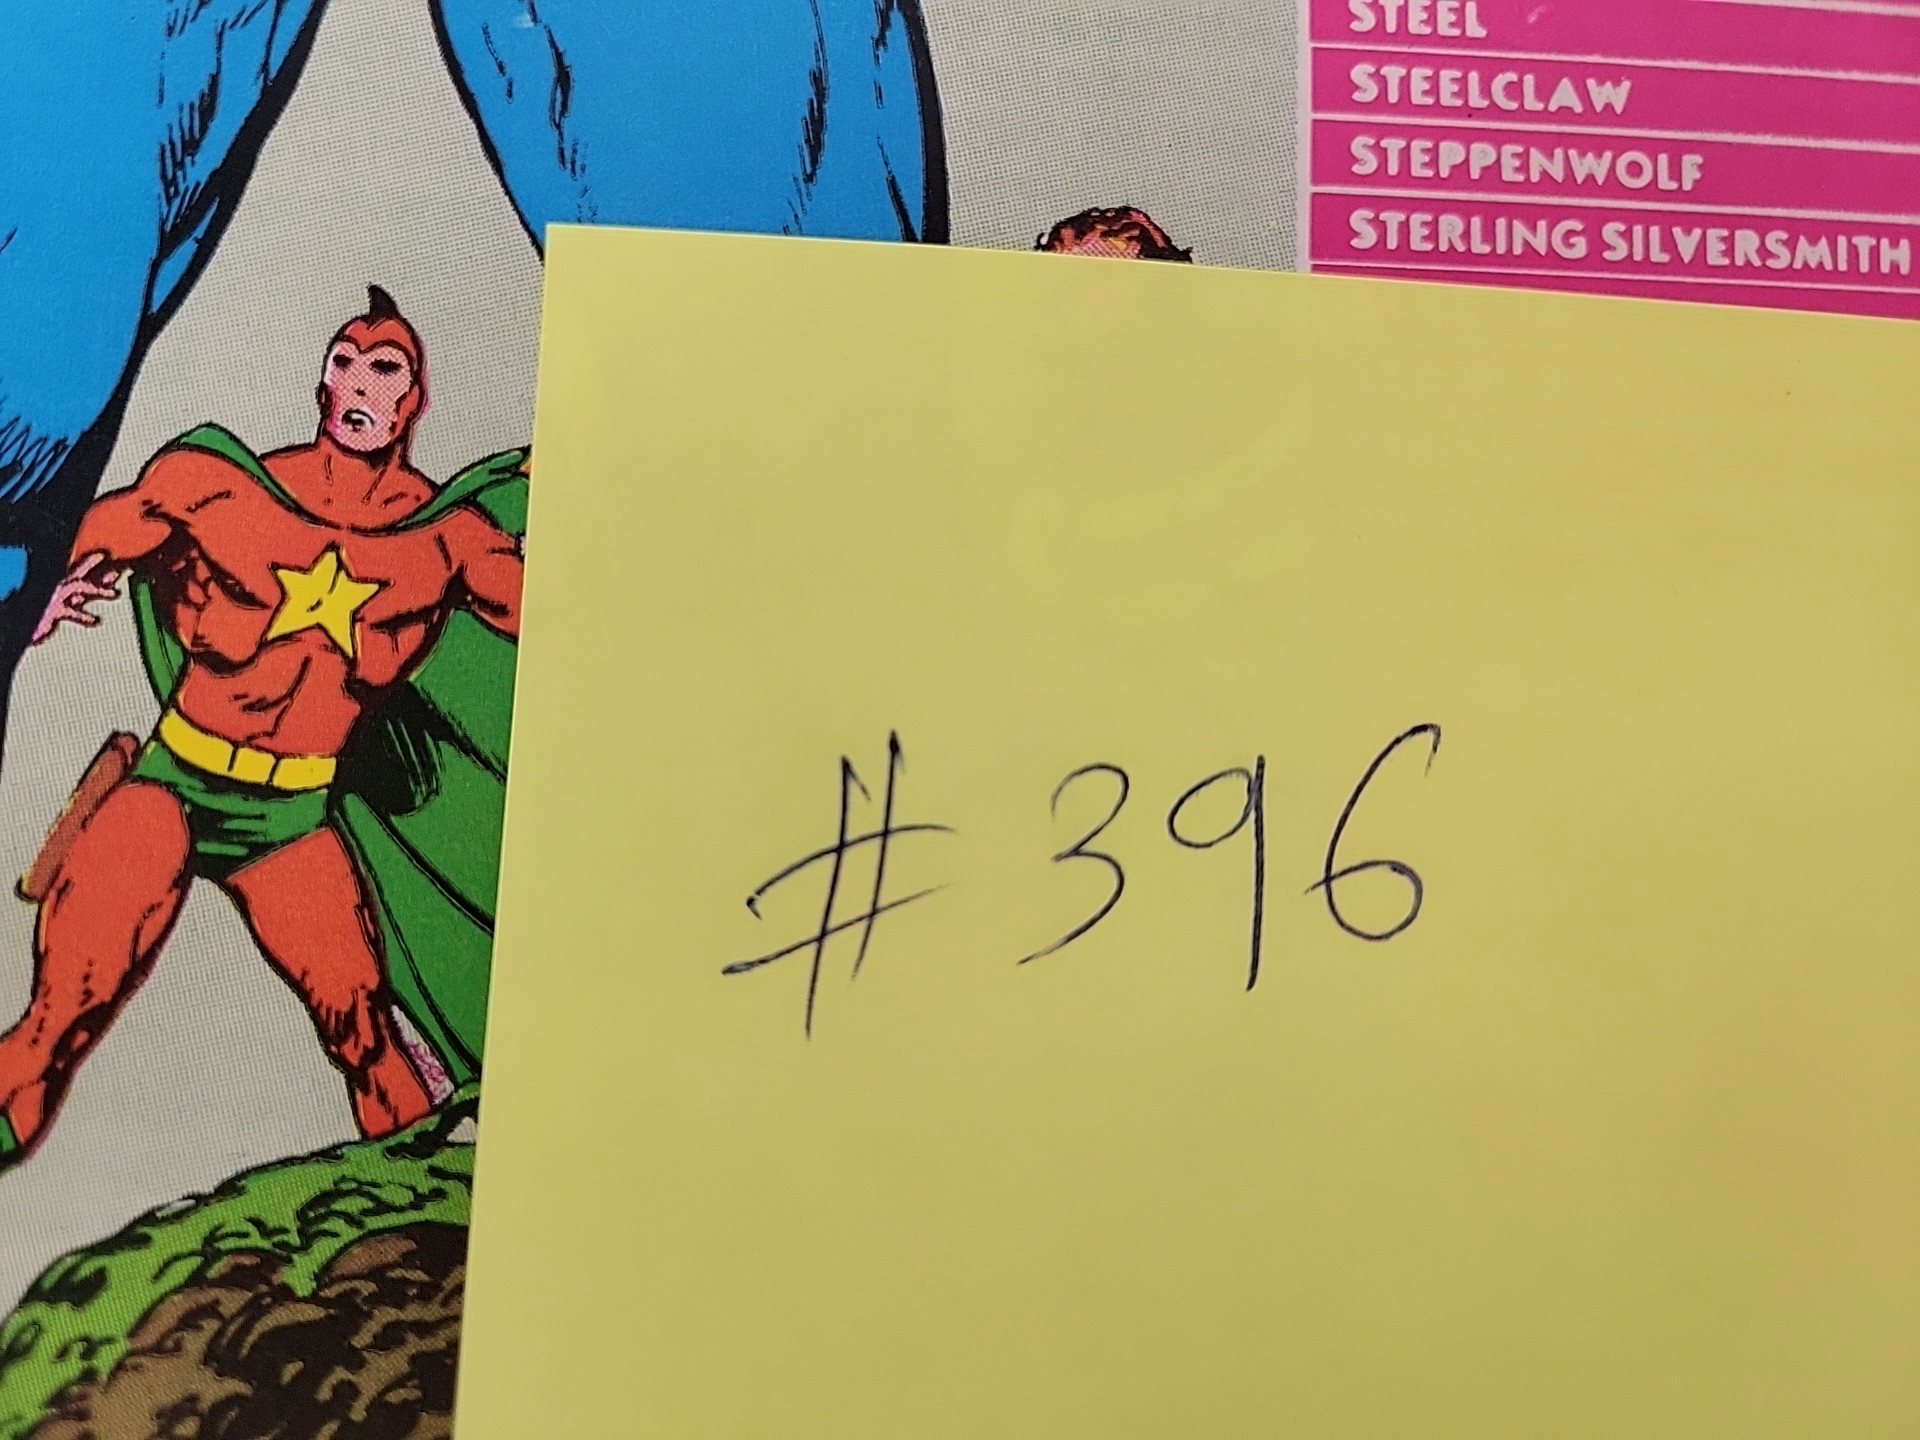 STEEL
STEELCLAW
STEPPENWOLF
STERLING SILVERSMITH
#396